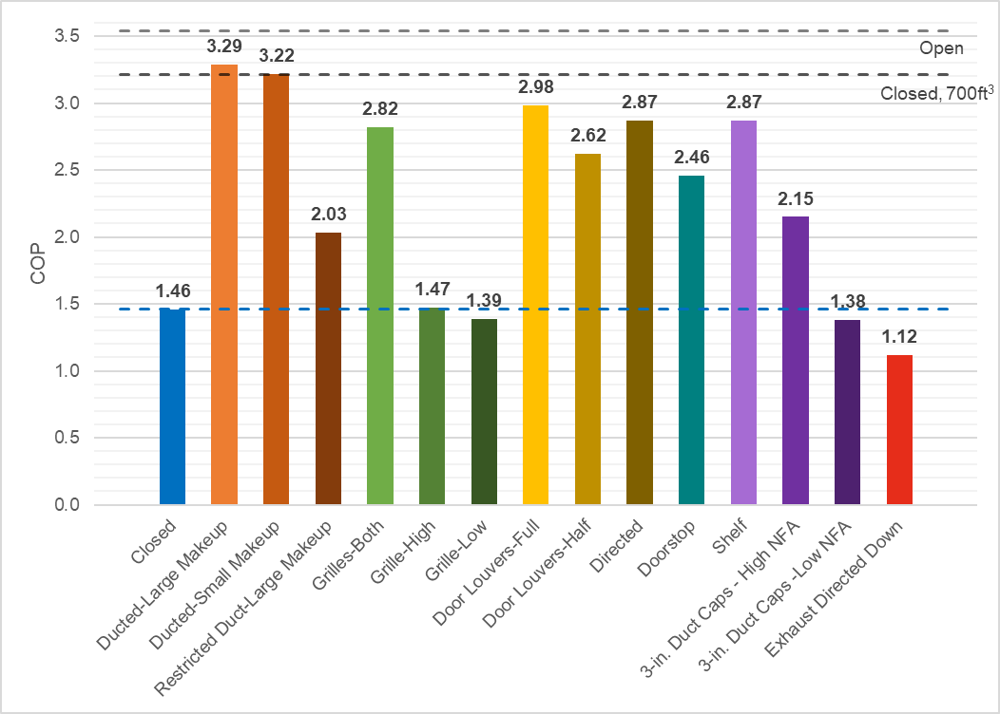 3.5
3.0
2.5
2.0
1.5
1.0
0.5
0.0
COP
Open
Closed, 700ft³
1.46
3.29
3.22
2.03
2.82
1.47
1.39
2.98
2.62
2.87
2.46
2.87
2.15
1.38
1.12
Closed
Ducted-Large Makeup
Ducted-Small Makeup
Restricted Duct-Large Makeup
Grilles-Both
Grille-High
Grille-Low
Door Louvers-Full
Door Louvers-Half
Directed
Doorstop
Shelf
3-in. Duct Caps - High NFA
3-in. Duct Caps -Low NFA
Exhaust Directed Down